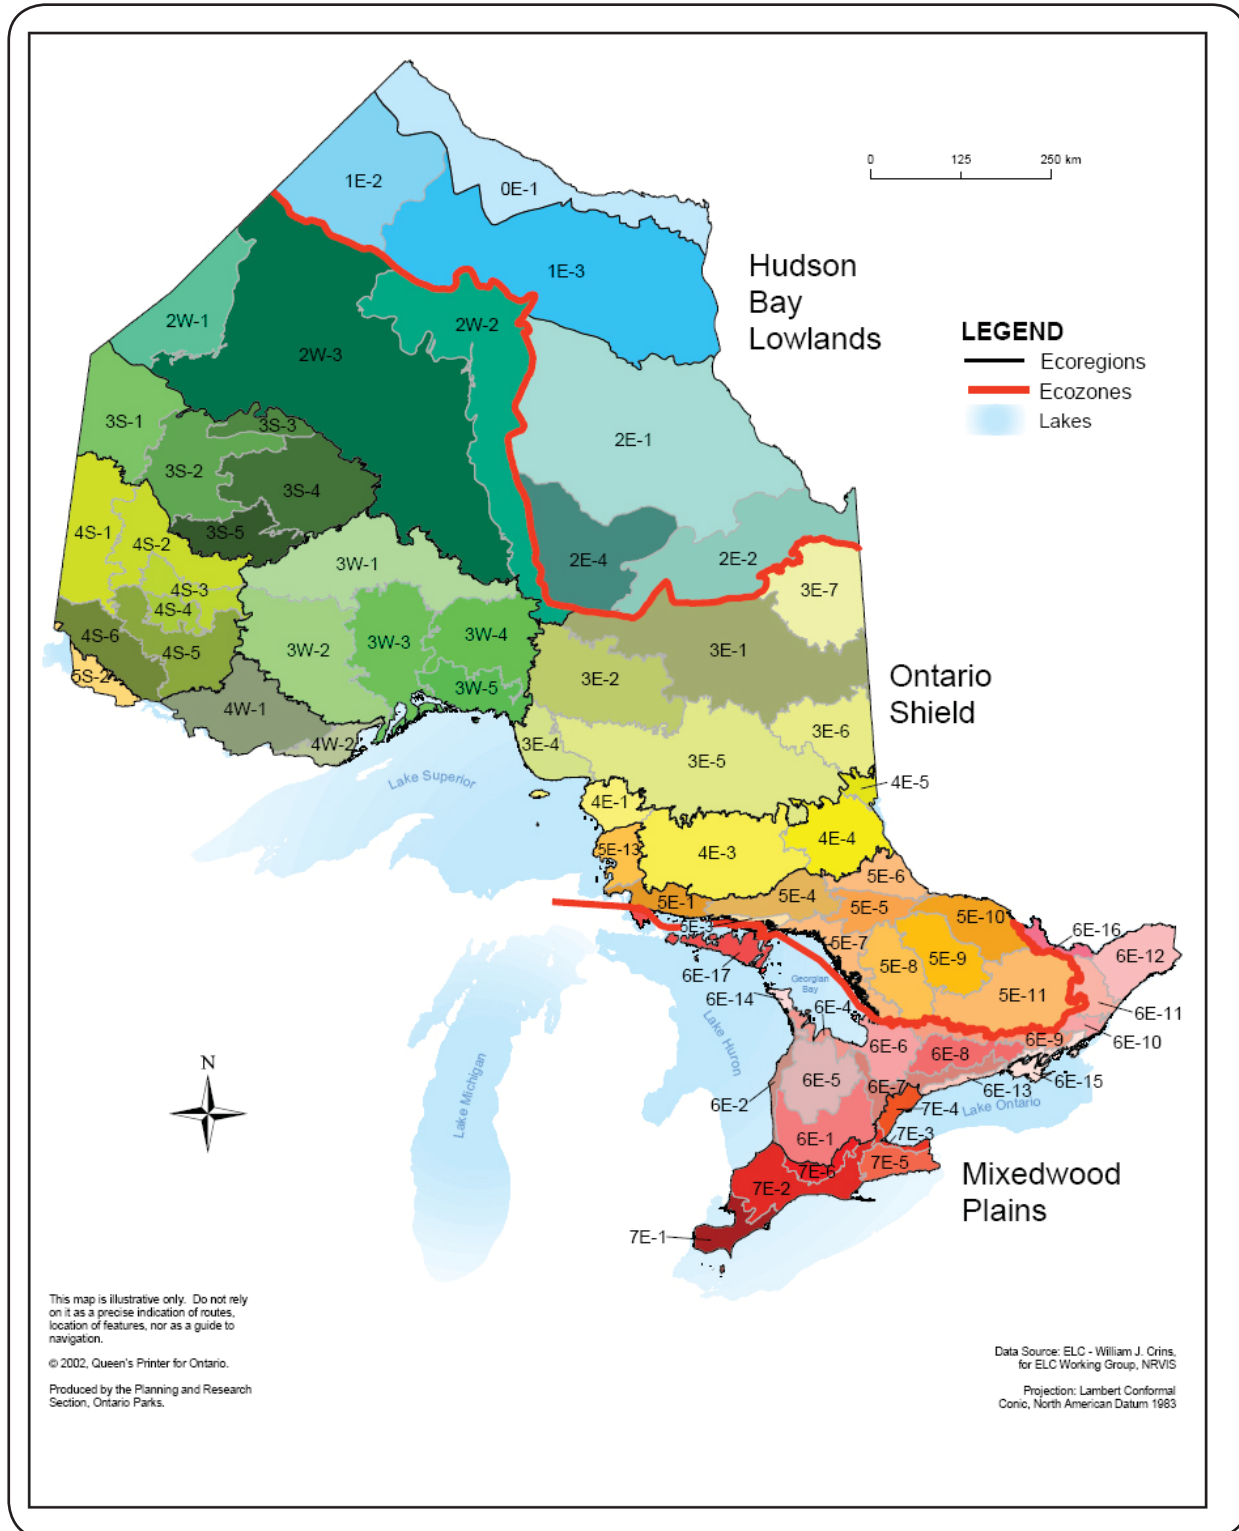 0 125 250 km
1E-2
0E-1
1E-3
Hudson
Bay
Lowlands
2W-1
2W-2
2W-3
LEGEND
Ecoregions
Ecozones
Lakes
3S-1
3S-3
2E-1
3S-2
3S-4
4S-1
3S-5
4S-2
2E-4
2E-2
3W-1
4S-3
3E-7
4S-4
4S-6
3W-4
3W-3
4S-5
3W-2
3E-1
5S-2
3E-2
3W-5
Ontario
Shield
4W-1
3E-6
4W-2
3E-4
3E-5
Lake Superior
4E-5
4E-1
4E-4
5E-13
4E-3
5E-6
5E-4
5E-1
5E-5
5E-10
5E-3
6E-16
5E-7
6E-12
5E-9
5E-8
6E-17
Georgian
Bay
5E-11
6E-14
6E-4
6E-11
Lake Huron
6E-10
6E-9
6E-6
6E-8
N
6E-5
6E-15
6E-7
6E-13
Lake Michigan
6E-2
7E-4
Lake Ontario
7E-3
6E-1
7E-5
7E-6
Mixedwood
Plains
7E-2
7E-1
This map is illustrative only. Do not rely
on it as a precise indication of routes,
location of features, nor as a guide to
navigation.
© 2002, Queen's Printer for Ontario.
Produced by the Planning and Research
Section, Ontario Parks.
Data Source: ELC - William J. Crins,
for ELC Working Group, NRVIS
Projection: Lambert Conformal
Conic, North American Datum 1983